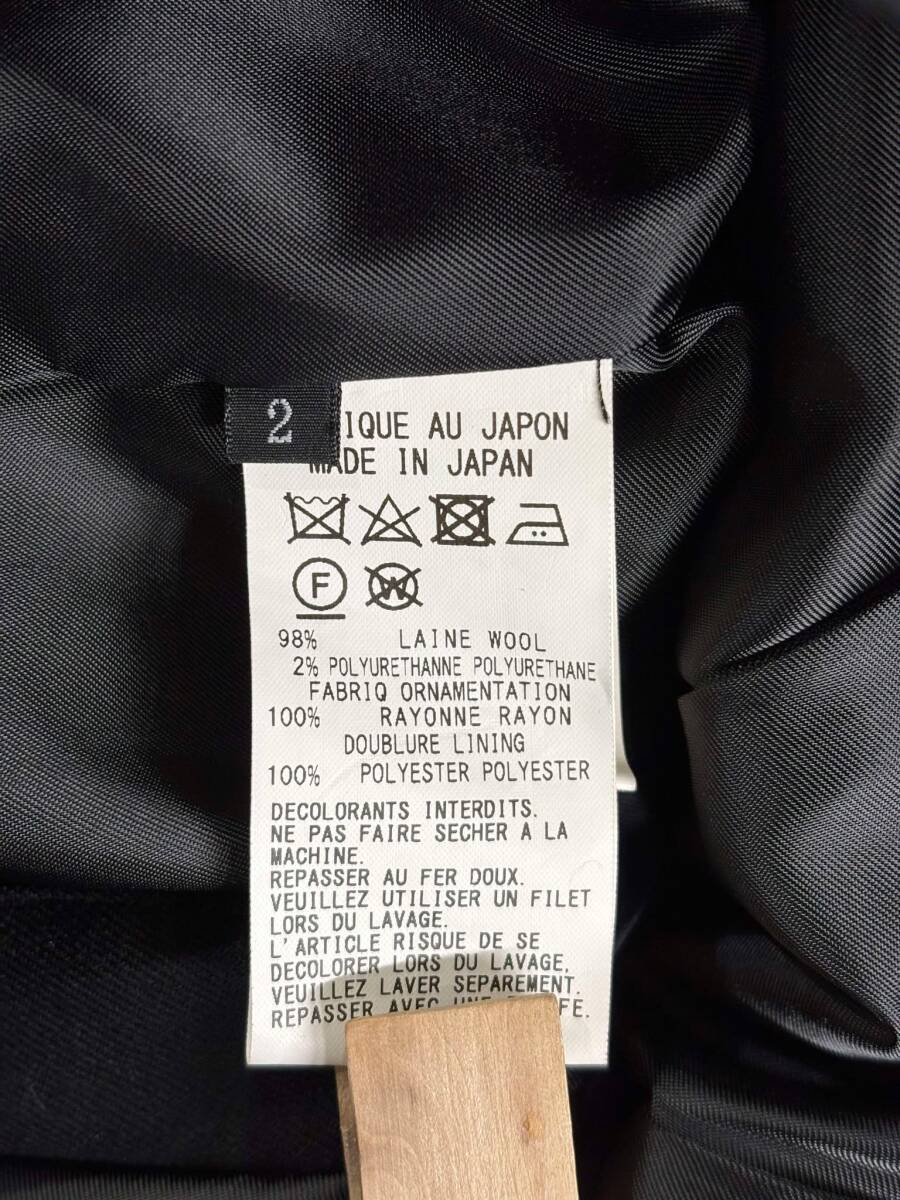 2
IQUE AU JAPON
MADE IN JAPAN
F
W
98% LAINE WOOL
2% POLYURETHANNE POLYURETHANE
FABRIQ ORNAMENTATION
100% RAYONNE RAYON
DOUBLURE LINING
100% POLYESTER POLYESTER
DECOLORANTS INTERDITS.
NE PAS FAIRE SECHER A LA
MACHINE.
REPASSER AU FER DOUX.
VEUILLEZ UTILISER UN FILET
LORS DU LAVAGE.
L'ARTICLE RISQUE DE SE
DECOLORER LORS DU LAVAGE,
VEUILLEZ LAVER SEPAREMENT.
REPASSER AVEC UNE